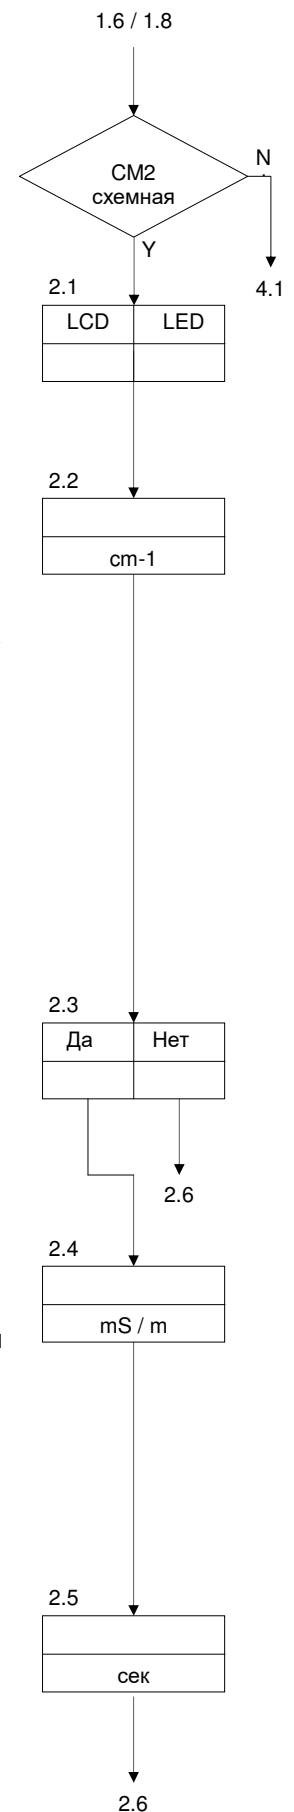 1.6 / 1.8
CM2
схемная
N
Y
4.1
2.1
LCD LED
2.2
cm-1
2.3
Да Нет
2.6
2.4
mS / m
2.5
сек
2.6